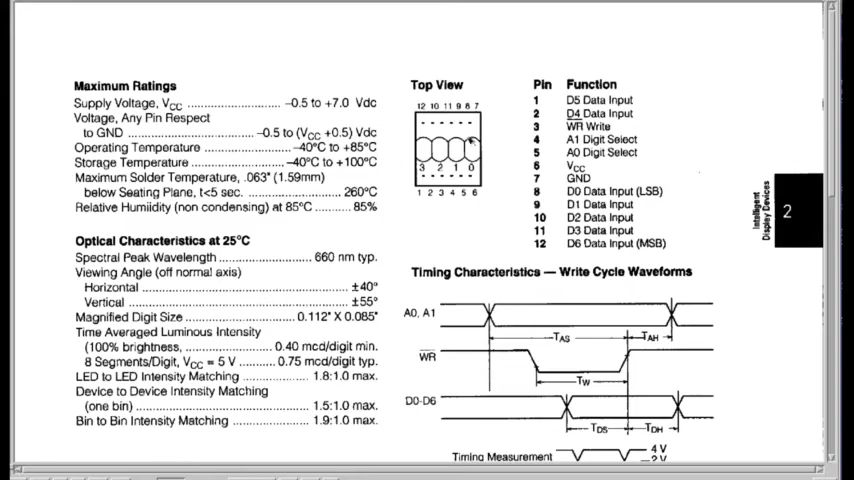 Maximum Ratings
Supply Voltage, VCC ............................ –0.5 to +7.0 Vdc
Voltage, Any Pin Respect
to GND ...................................... –0.5 to (VCC +0.5) Vdc
Operating Temperature .......................... –40°C to +85°C
Storage Temperature ............................ –40°C to +100°C
Maximum Solder Temperature, .063" (1.59mm)
below Seating Plane, t<5 sec. ............................ 260°C
Relative Humiidity (non condensing) at 85°C ........... 85%
Optical Characteristics at 25°C
Spectral Peak Wavelength ............................ 660 nm typ.
Viewing Angle (off normal axis)
Horizontal ................................................................ ±40°
Vertical .................................................................... ±55°
Magnified Digit Size ................................. 0.112" X 0.085"
Time Averaged Luminous Intensity
(100% brightness, .......................... 0.40 mcd/digit min.
8 Segments/Digit, VCC = 5 V ........... 0.75 mcd/digit typ.
LED to LED Intensity Matching .................... 1.8:1.0 max.
Device to Device Intensity Matching
(one bin) .................................................... 1.5:1.0 max.
Bin to Bin Intensity Matching ....................... 1.9:1.0 max.
Top View
12 10 11 9 8 7
3 2 1 0
1 2 3 4 5 6
Pin Function
1 D5 Data Input
2 D4 Data Input
3 WR Write
4 A1 Digit Select
5 A0 Digit Select
6 VCC
7 GND
8 D0 Data Input (LSB)
9 D1 Data Input
10 D2 Data Input
11 D3 Data Input
12 D6 Data Input (MSB)
Intelligent
Display Devices
2
Timing Characteristics — Write Cycle Waveforms
A0, A1
TAS TAH
WR
TW
D0-D6
TDS TDH
Timing Measurement 4 V
2 V